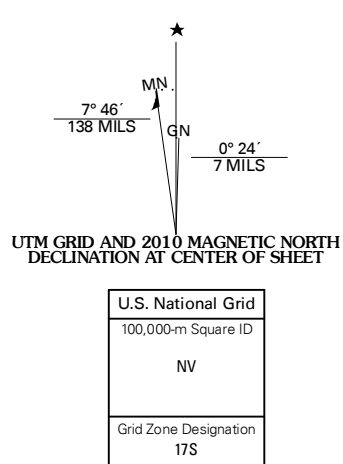 ★
MN
7° 46´
138 MILS
GN
0° 24´
7 MILS
UTM GRID AND 2010 MAGNETIC NORTH
DECLINATION AT CENTER OF SHEET
U.S. National Grid
100,000-m Square ID
NV
Grid Zone Designation
17S